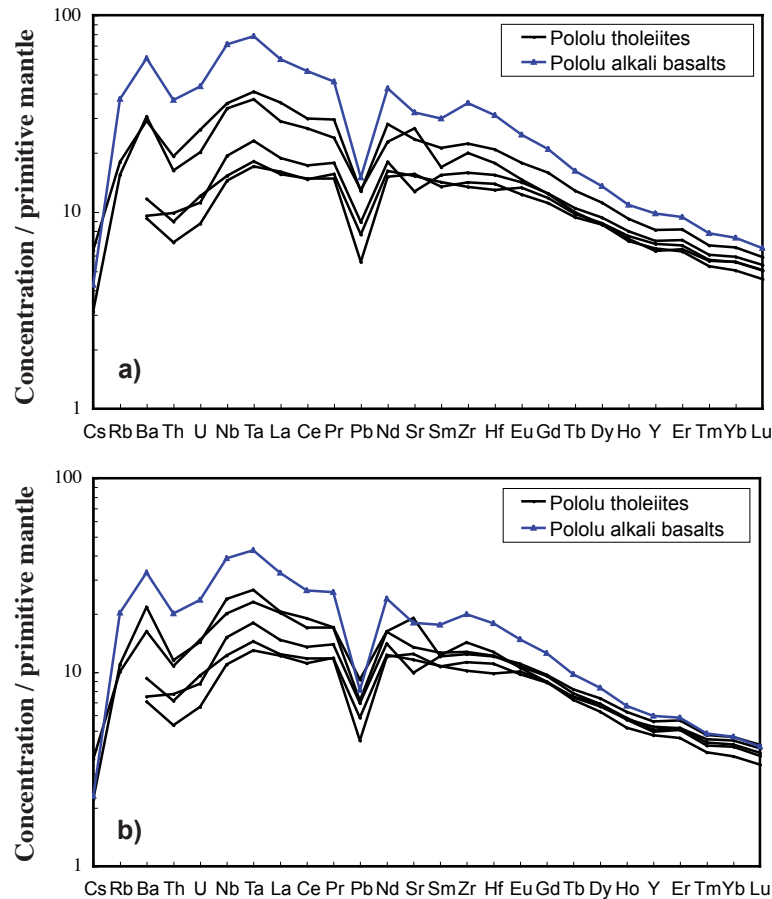 100
Pololu tholeiites
Pololu alkali basalts
Concentration / primitive mantle
10
a)
1
Cs Rb Ba Th U Nb Ta La Ce Pr Pb Nd Sr Sm Zr Hf Eu Gd Tb Dy Ho Y Er Tm Yb Lu
100
Pololu tholeiites
Pololu alkali basalts
Concentration / primitive mantle
10
b)
1
Cs Rb Ba Th U Nb Ta La Ce Pr Pb Nd Sr Sm Zr Hf Eu Gd Tb Dy Ho Y Er Tm Yb Lu